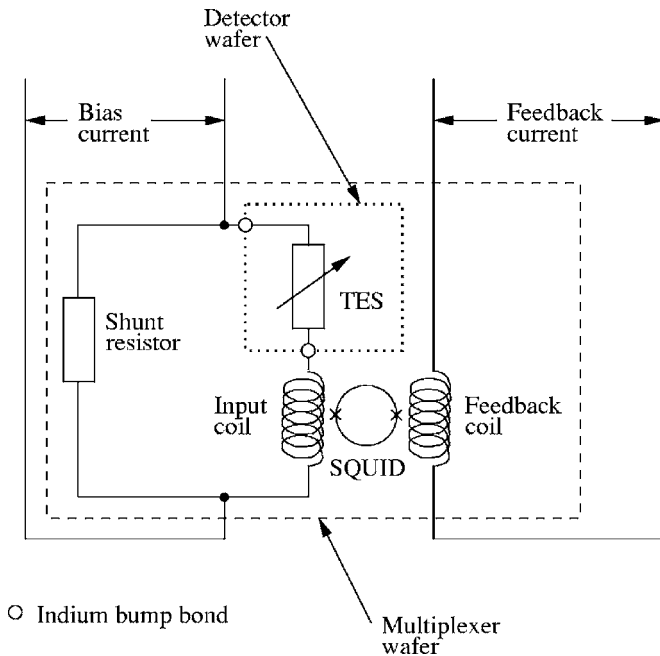 Detector
wafer
Bias
current
Feedback
current
TES
Shunt
resistor
Input
coil
Feedback
coil
SQUID
Indium bump bond
Multiplexer
wafer